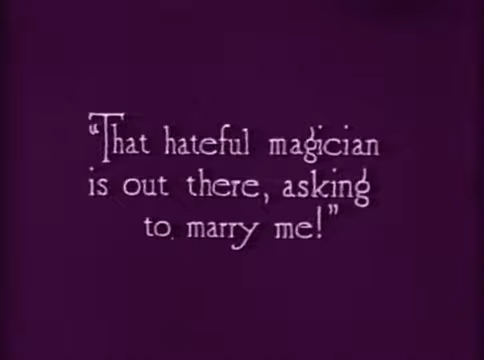 “That hateful magician
is out there, asking
to marry me!”